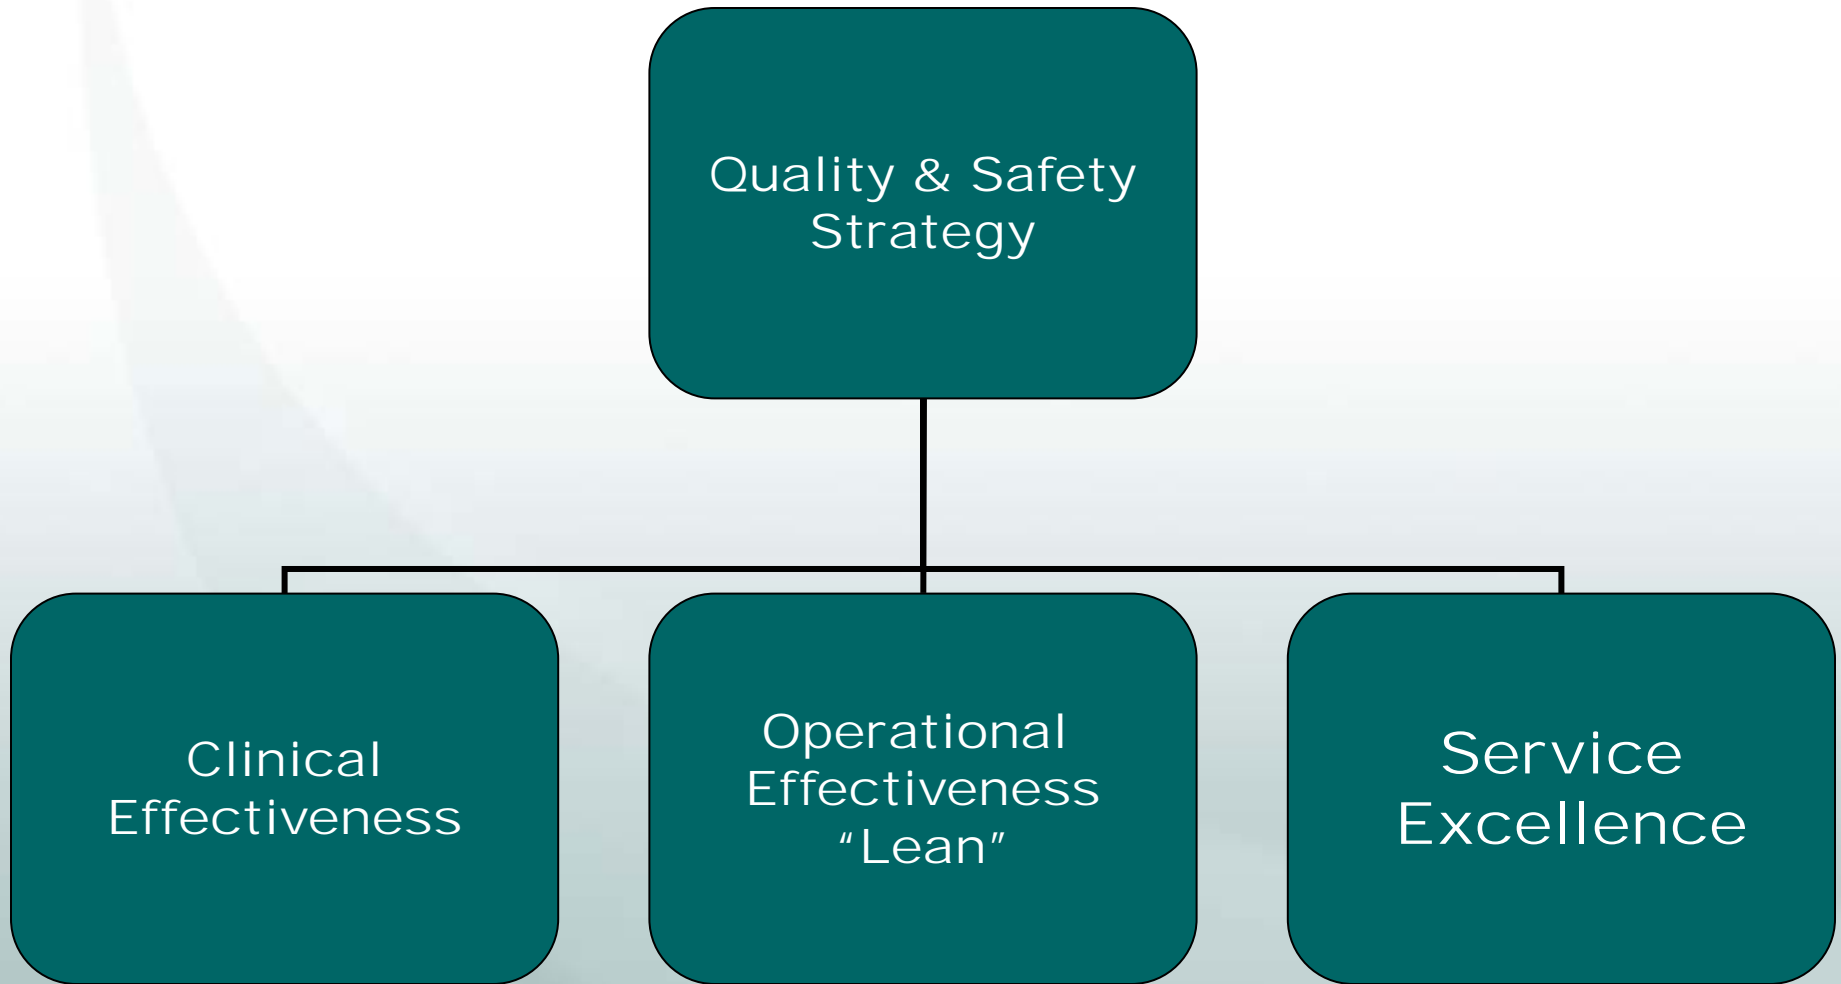 Quality & Safety
Strategy
Clinical
Effectiveness
Operational
Effectiveness
“Lean”
Service
Excellence